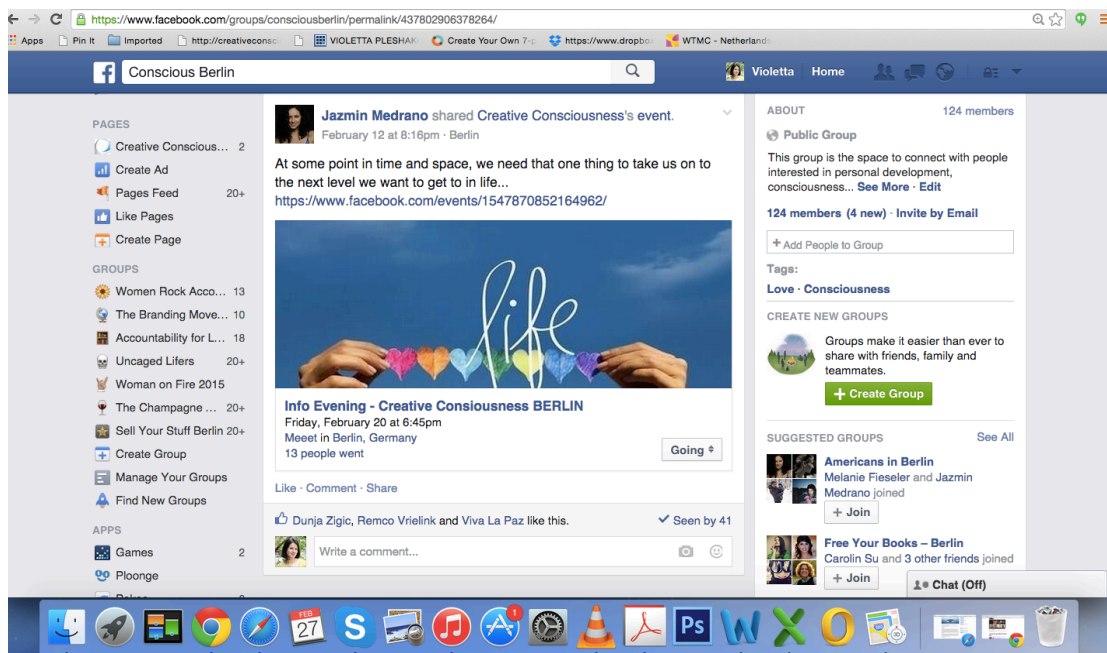 https://www.facebook.com/groups/consciousberlin/permalink/437802906378264/
Apps Pin It Imported http://creativecons VIOLETTA PLESHAK Create Your Own 7-p https://www.dropbo WTMC - Netherland
Conscious Berlin
Violetta Home
PAGES
Creative Conscious... 2
Create Ad
Pages Feed 20+
Like Pages
Create Page
GROUPS
Women Rock Acco... 13
The Branding Move... 10
Accountability for L... 18
Uncaged Lifers 20+
Woman on Fire 2015
The Champagne ... 20+
Sell Your Stuff Berlin 20+
Create Group
Manage Your Groups
Find New Groups
APPS
Games 2
Ploonge
Jazmin Medrano shared Creative Consciousness's event.
February 12 at 8:16pm · Berlin
At some point in time and space, we need that one thing to take us on to
the next level we want to get to in life...
https://www.facebook.com/events/1547870852164962/
life
Info Evening - Creative Consiousness BERLIN
Friday, February 20 at 6:45pm
Meeet in Berlin, Germany
13 people went
Going
Like · Comment · Share
Dunja Zigic, Remco Vrielink and Viva La Paz like this.
Seen by 41
Write a comment...
ABOUT
124 members
Public Group
This group is the space to connect with people
interested in personal development,
consciousness... See More · Edit
124 members (4 new) · Invite by Email
+ Add People to Group
Tags:
Love · Consciousness
CREATE NEW GROUPS
Groups make it easier than ever to
share with friends, family and
teammates.
+ Create Group
SUGGESTED GROUPS
See All
Americans in Berlin
Melanie Fieseler and Jazmin
Medrano joined
+ Join
Free Your Books – Berlin
Carolin Su and 3 other friends joined
+ Join
Chat (Off)
FEB
27
1
Ps